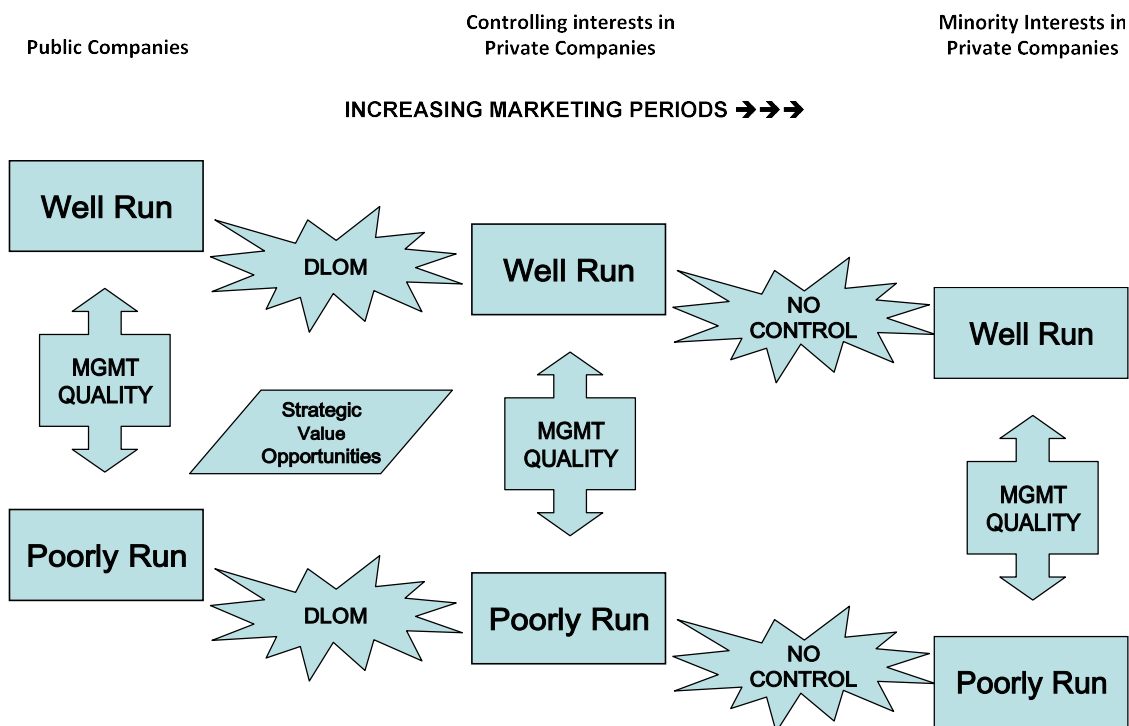 Public Companies
Controlling interests in
Private Companies
Minority Interests in
Private Companies
INCREASING MARKETING PERIODS ➔➔➔
Well Run
DLOM
Well Run
NO
CONTROL
Well Run
MGMT
QUALITY
Strategic
Value
Opportunities
MGMT
QUALITY
MGMT
QUALITY
Poorly Run
DLOM
Poorly Run
NO
CONTROL
Poorly Run